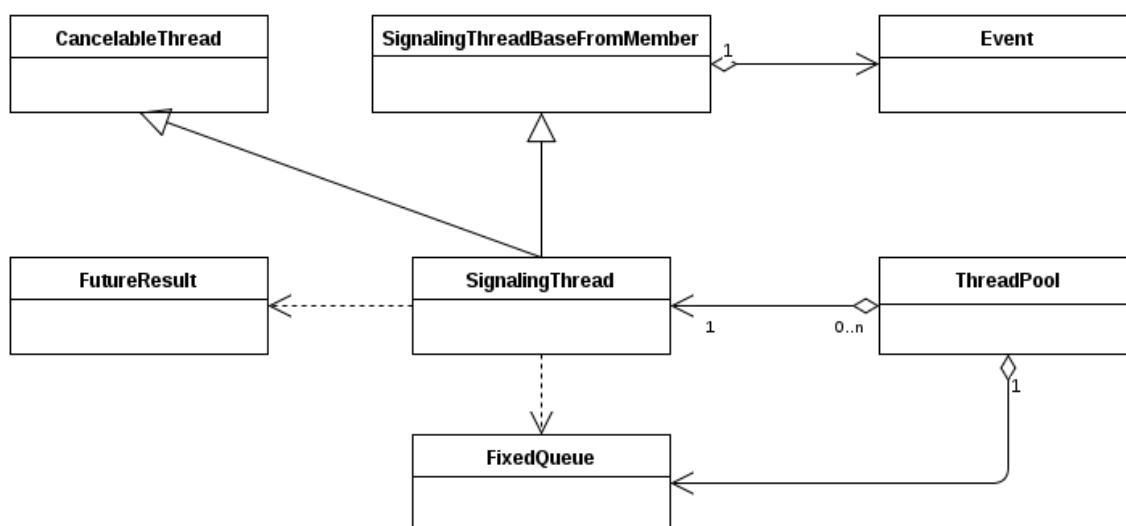 CancelableThread
SignalingThreadBaseFromMember
1
Event
FutureResult
SignalingThread
1
0..n
ThreadPool
1
FixedQueue